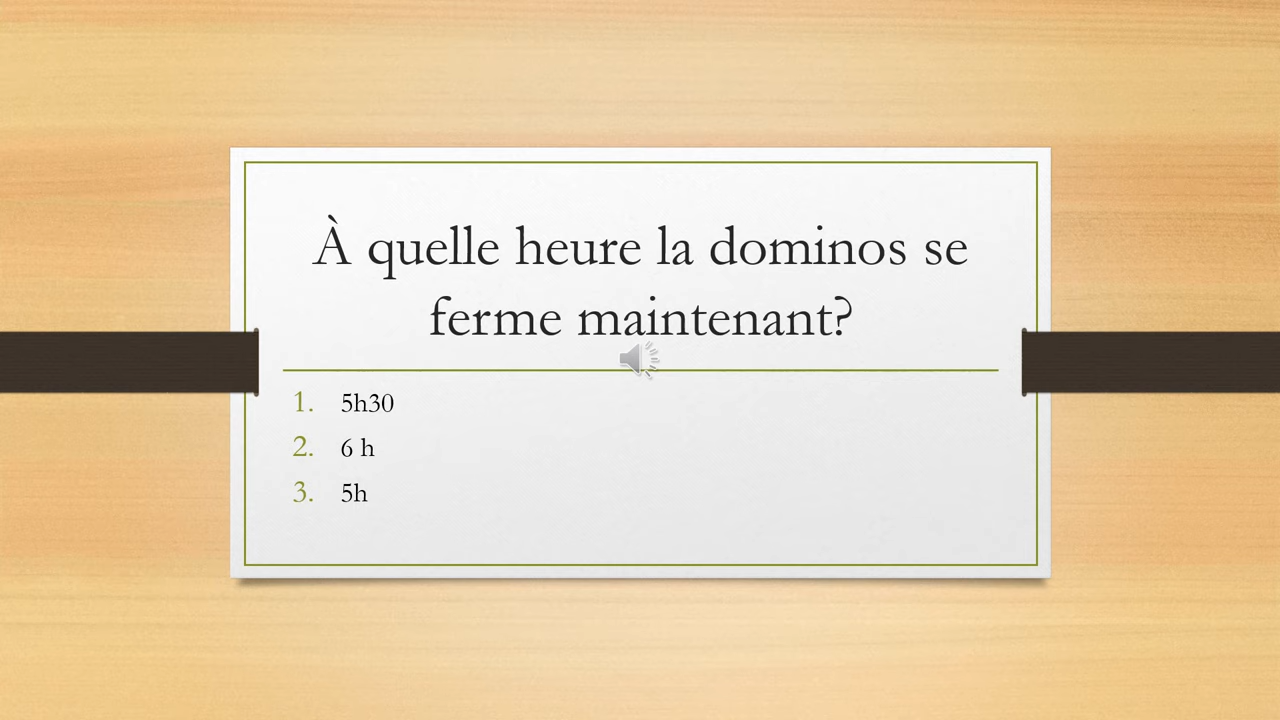 À quelle heure la dominos se
ferme maintenant?
1. 5h30
2. 6 h
3. 5h